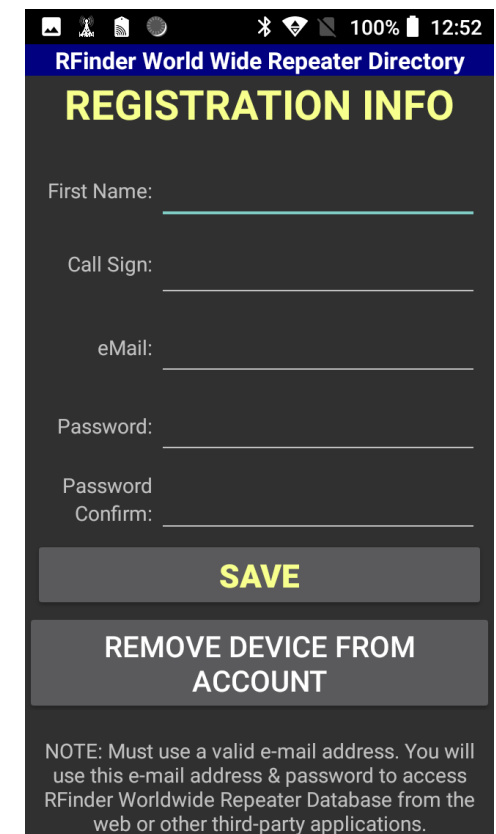 100% 12:52
RFinder World Wide Repeater Directory
REGISTRATION INFO
First Name:
Call Sign:
eMail:
Password:
Password
Confirm:
SAVE
REMOVE DEVICE FROM
ACCOUNT
NOTE: Must use a valid e-mail address. You will
use this e-mail address & password to access
RFinder Worldwide Repeater Database from the
web or other third-party applications.